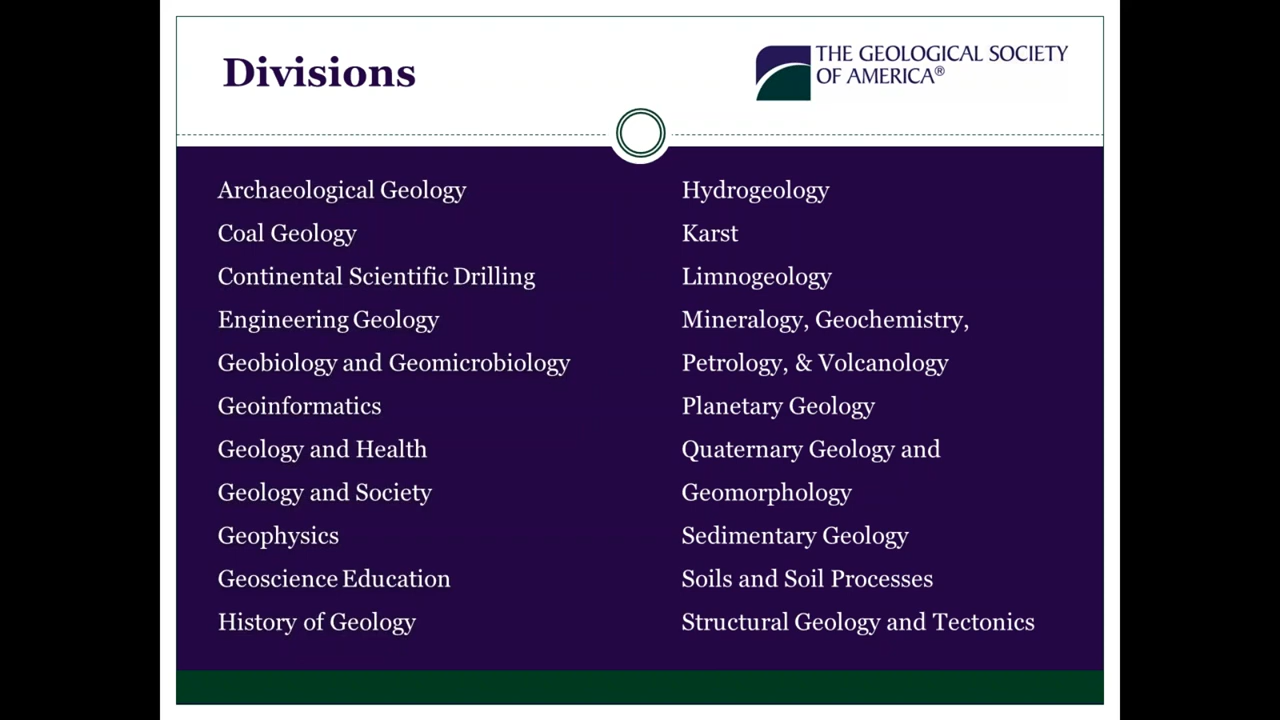 Divisions
THE GEOLOGICAL SOCIETY
OF AMERICA®
Archaeological Geology
Coal Geology
Continental Scientific Drilling
Engineering Geology
Geobiology and Geomicrobiology
Geoinformatics
Geology and Health
Geology and Society
Geophysics
Geoscience Education
History of Geology
Hydrogeology
Karst
Limnogeology
Mineralogy, Geochemistry,
Petrology, & Volcanology
Planetary Geology
Quaternary Geology and
Geomorphology
Sedimentary Geology
Soils and Soil Processes
Structural Geology and Tectonics